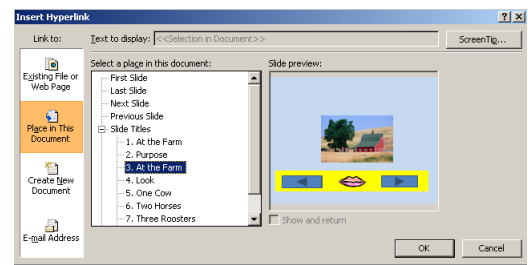 Insert Hyperlink
Link to:
Text to display: <<Selection in Document>>
ScreenTip...
Select a place in this document:
Slide preview:
Existing File or
Web Page
Place in This
Document
Create New
Document
E-mail Address
First Slide
Last Slide
Next Slide
Previous Slide
Slide Titles
1. At the Farm
2. Purpose
3. At the Farm
4. Look
5. One Cow
6. Two Horses
7. Three Roosters
Show and return
OK
Cancel